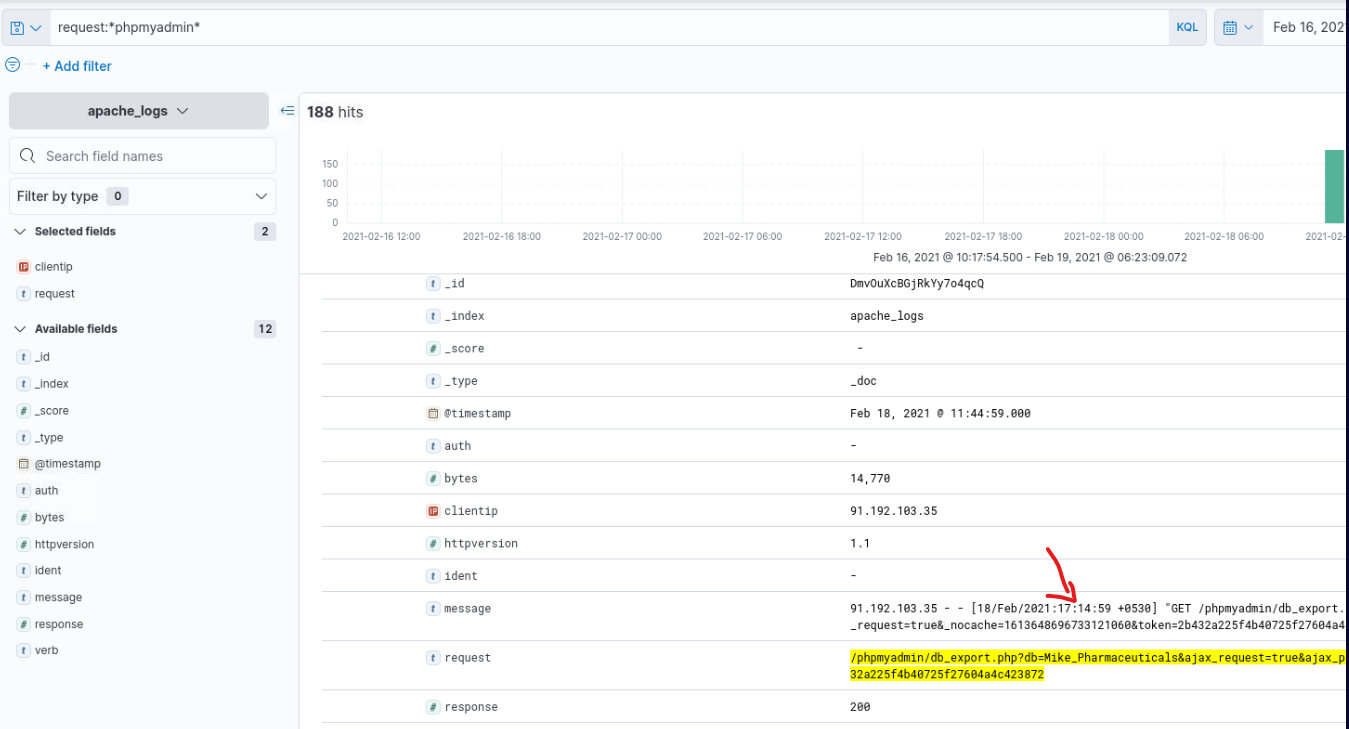 request:*phpmyadmin*
KQL
Feb 16, 202
+ Add filter
apache_logs
188 hits
Search field names
Filter by type 0
Selected fields 2
clientip
request
Available fields 12
_id
_index
_score
_type
@timestamp
auth
bytes
httpversion
ident
message
response
verb
150
100
50
0
2021-02-16 12:00 2021-02-16 18:00 2021-02-17 00:00 2021-02-17 06:00 2021-02-17 12:00 2021-02-17 18:00 2021-02-18 00:00 2021-02-18 06:00 2021-02-
Feb 16, 2021 @ 10:17:54.500 - Feb 19, 2021 @ 06:23:09.072
t _id DmvOuXcBGjRkYy7o4qcQ
t _index apache_logs
# _score -
t _type _doc
@timestamp Feb 18, 2021 @ 11:44:59.000
t auth -
# bytes 14,770
IP clientip 91.192.103.35
# httpversion 1.1
t ident -
t message 91.192.103.35 - - [18/Feb/2021:17:14:59 +0530] "GET /phpmyadmin/db_export.
_request=true&_nocache=1613648696733121060&token=2b432a225f4b40725f27604a4
t request /phpmyadmin/db_export.php?db=Mike_Pharmaceuticals&ajax_request=true&ajax_p
32a225f4b40725f27604a4c423872
# response 200